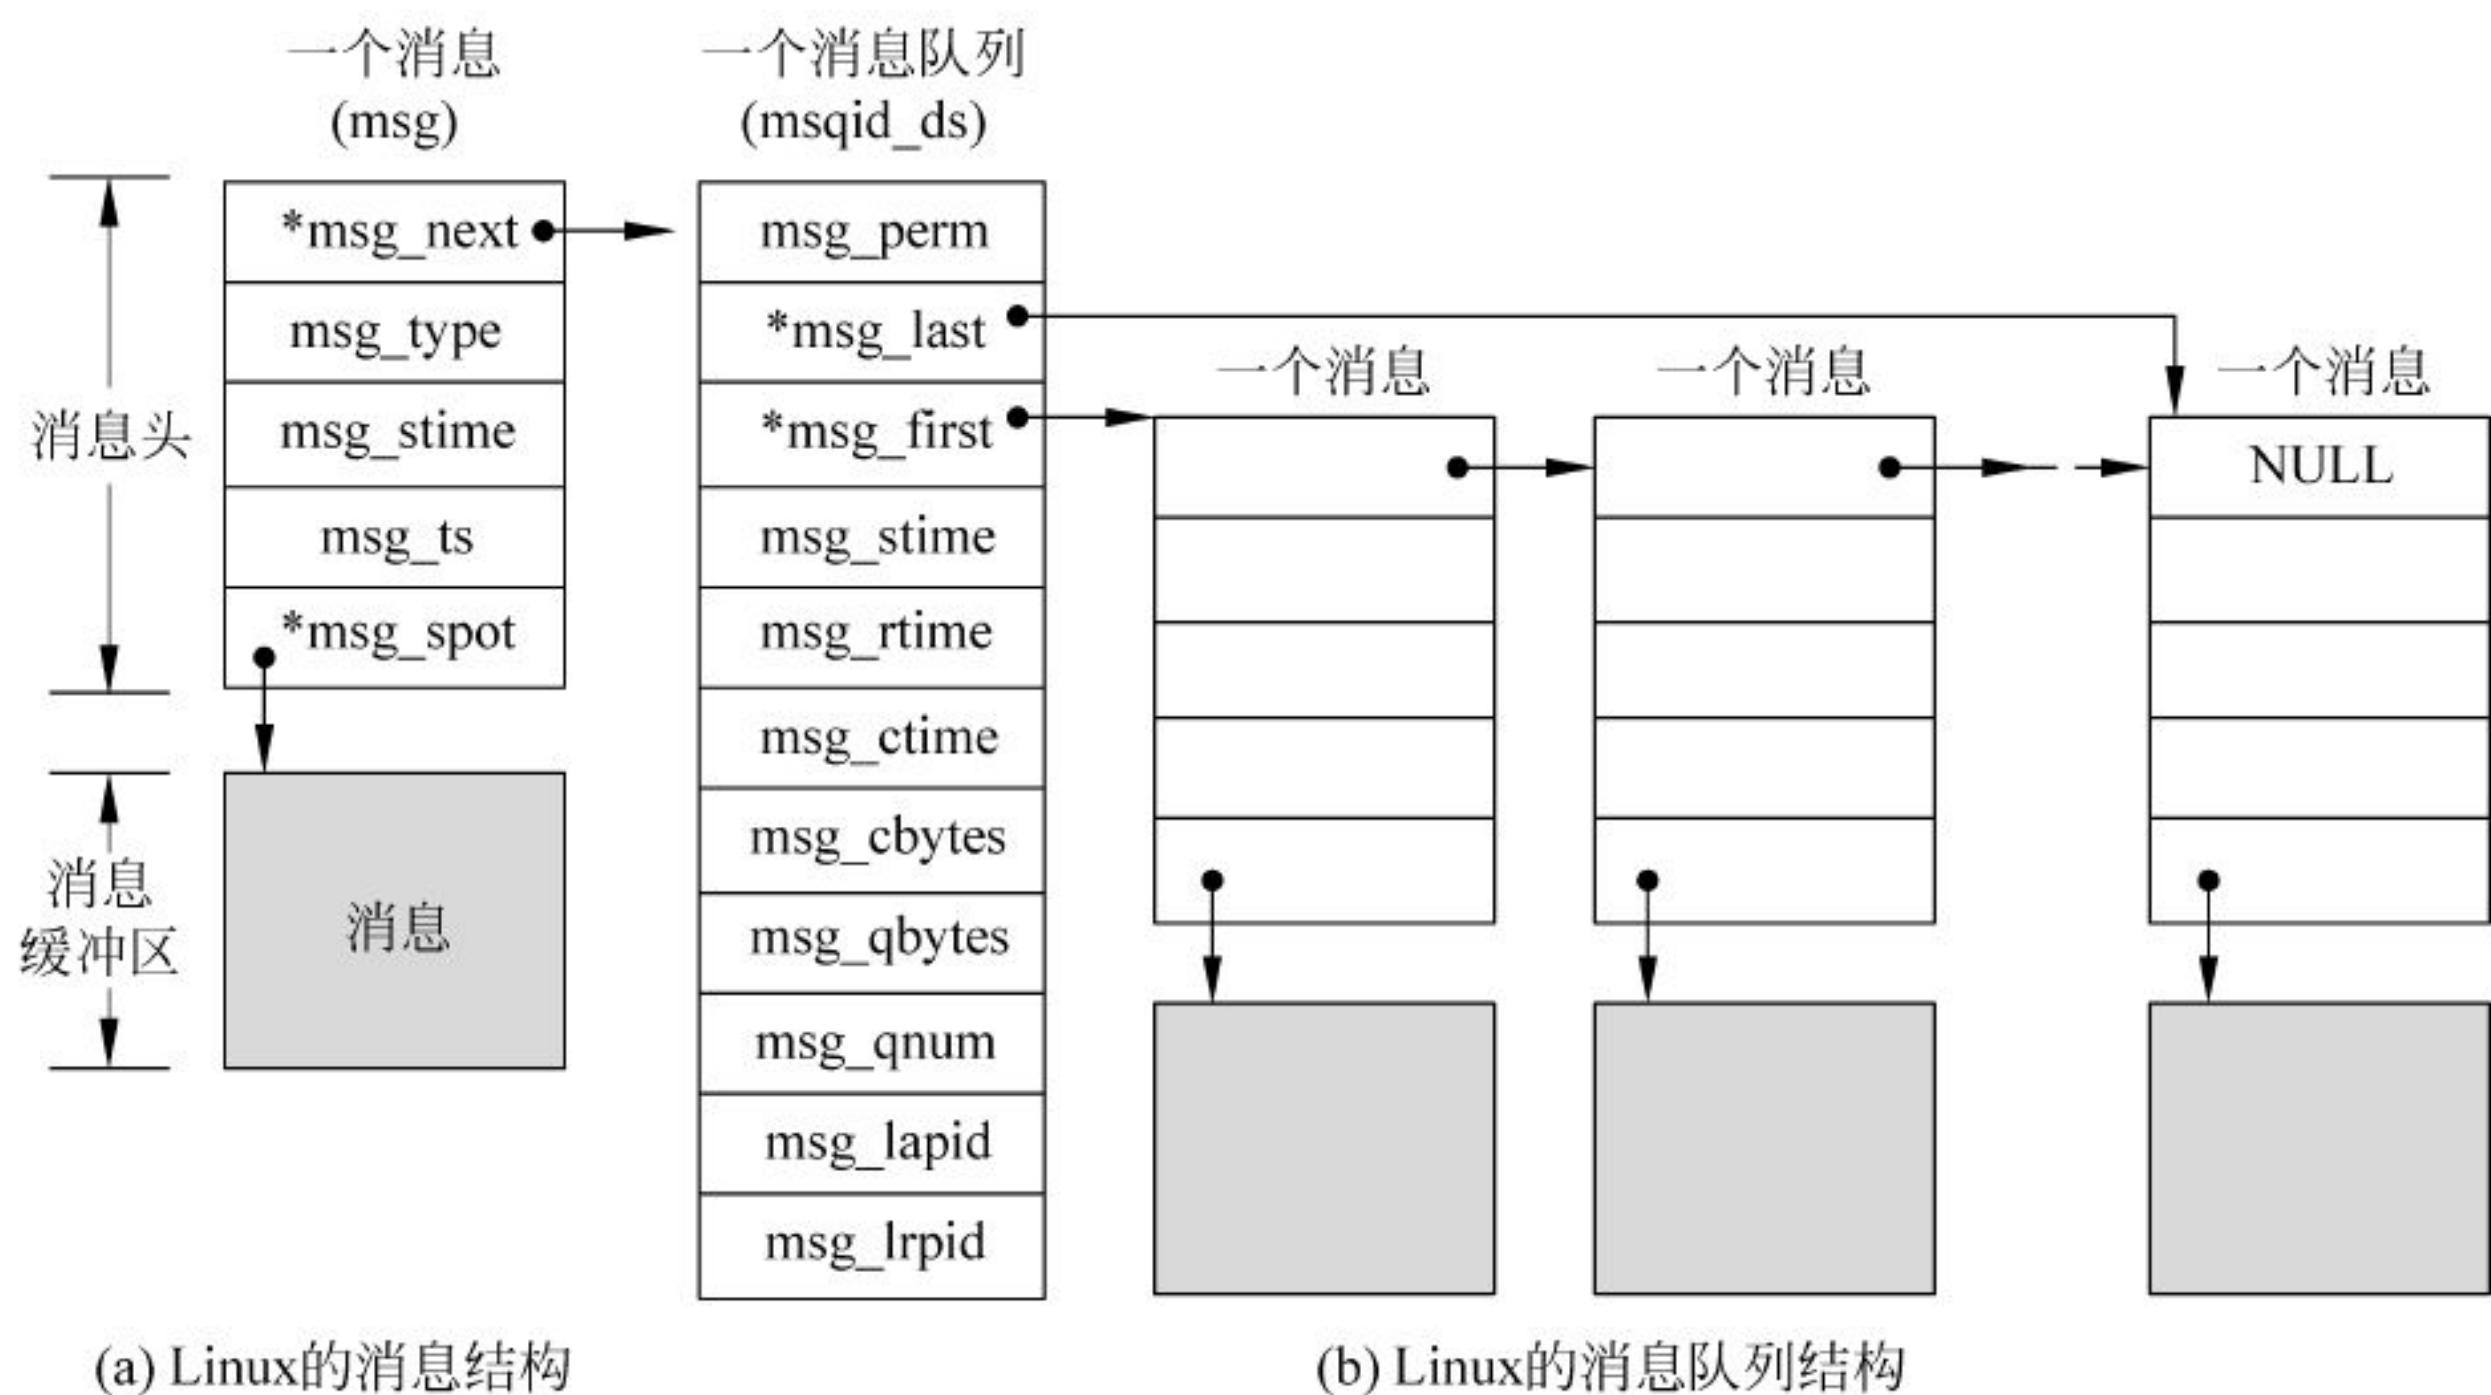 一个消息
(msg)
*msg_next
msg_type
msg_stime
msg_ts
*msg_spot
消息头
消息
缓冲区
消息
一个消息队列
(msqid_ds)
msg_perm
*msg_last
*msg_first
msg_stime
msg_rtime
msg_ctime
msg_cbytes
msg_qbytes
msg_qnum
msg_lapid
msg_lrpid
一个消息
一个消息
一个消息
NULL
(a) Linux的消息结构
(b) Linux的消息队列结构